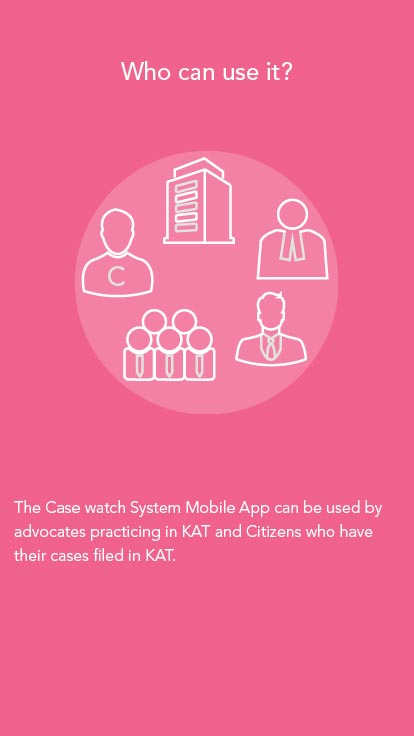 Who can use it?
C
The Case watch System Mobile App can be used by
advocates practicing in KAT and Citizens who have
their cases filed in KAT.